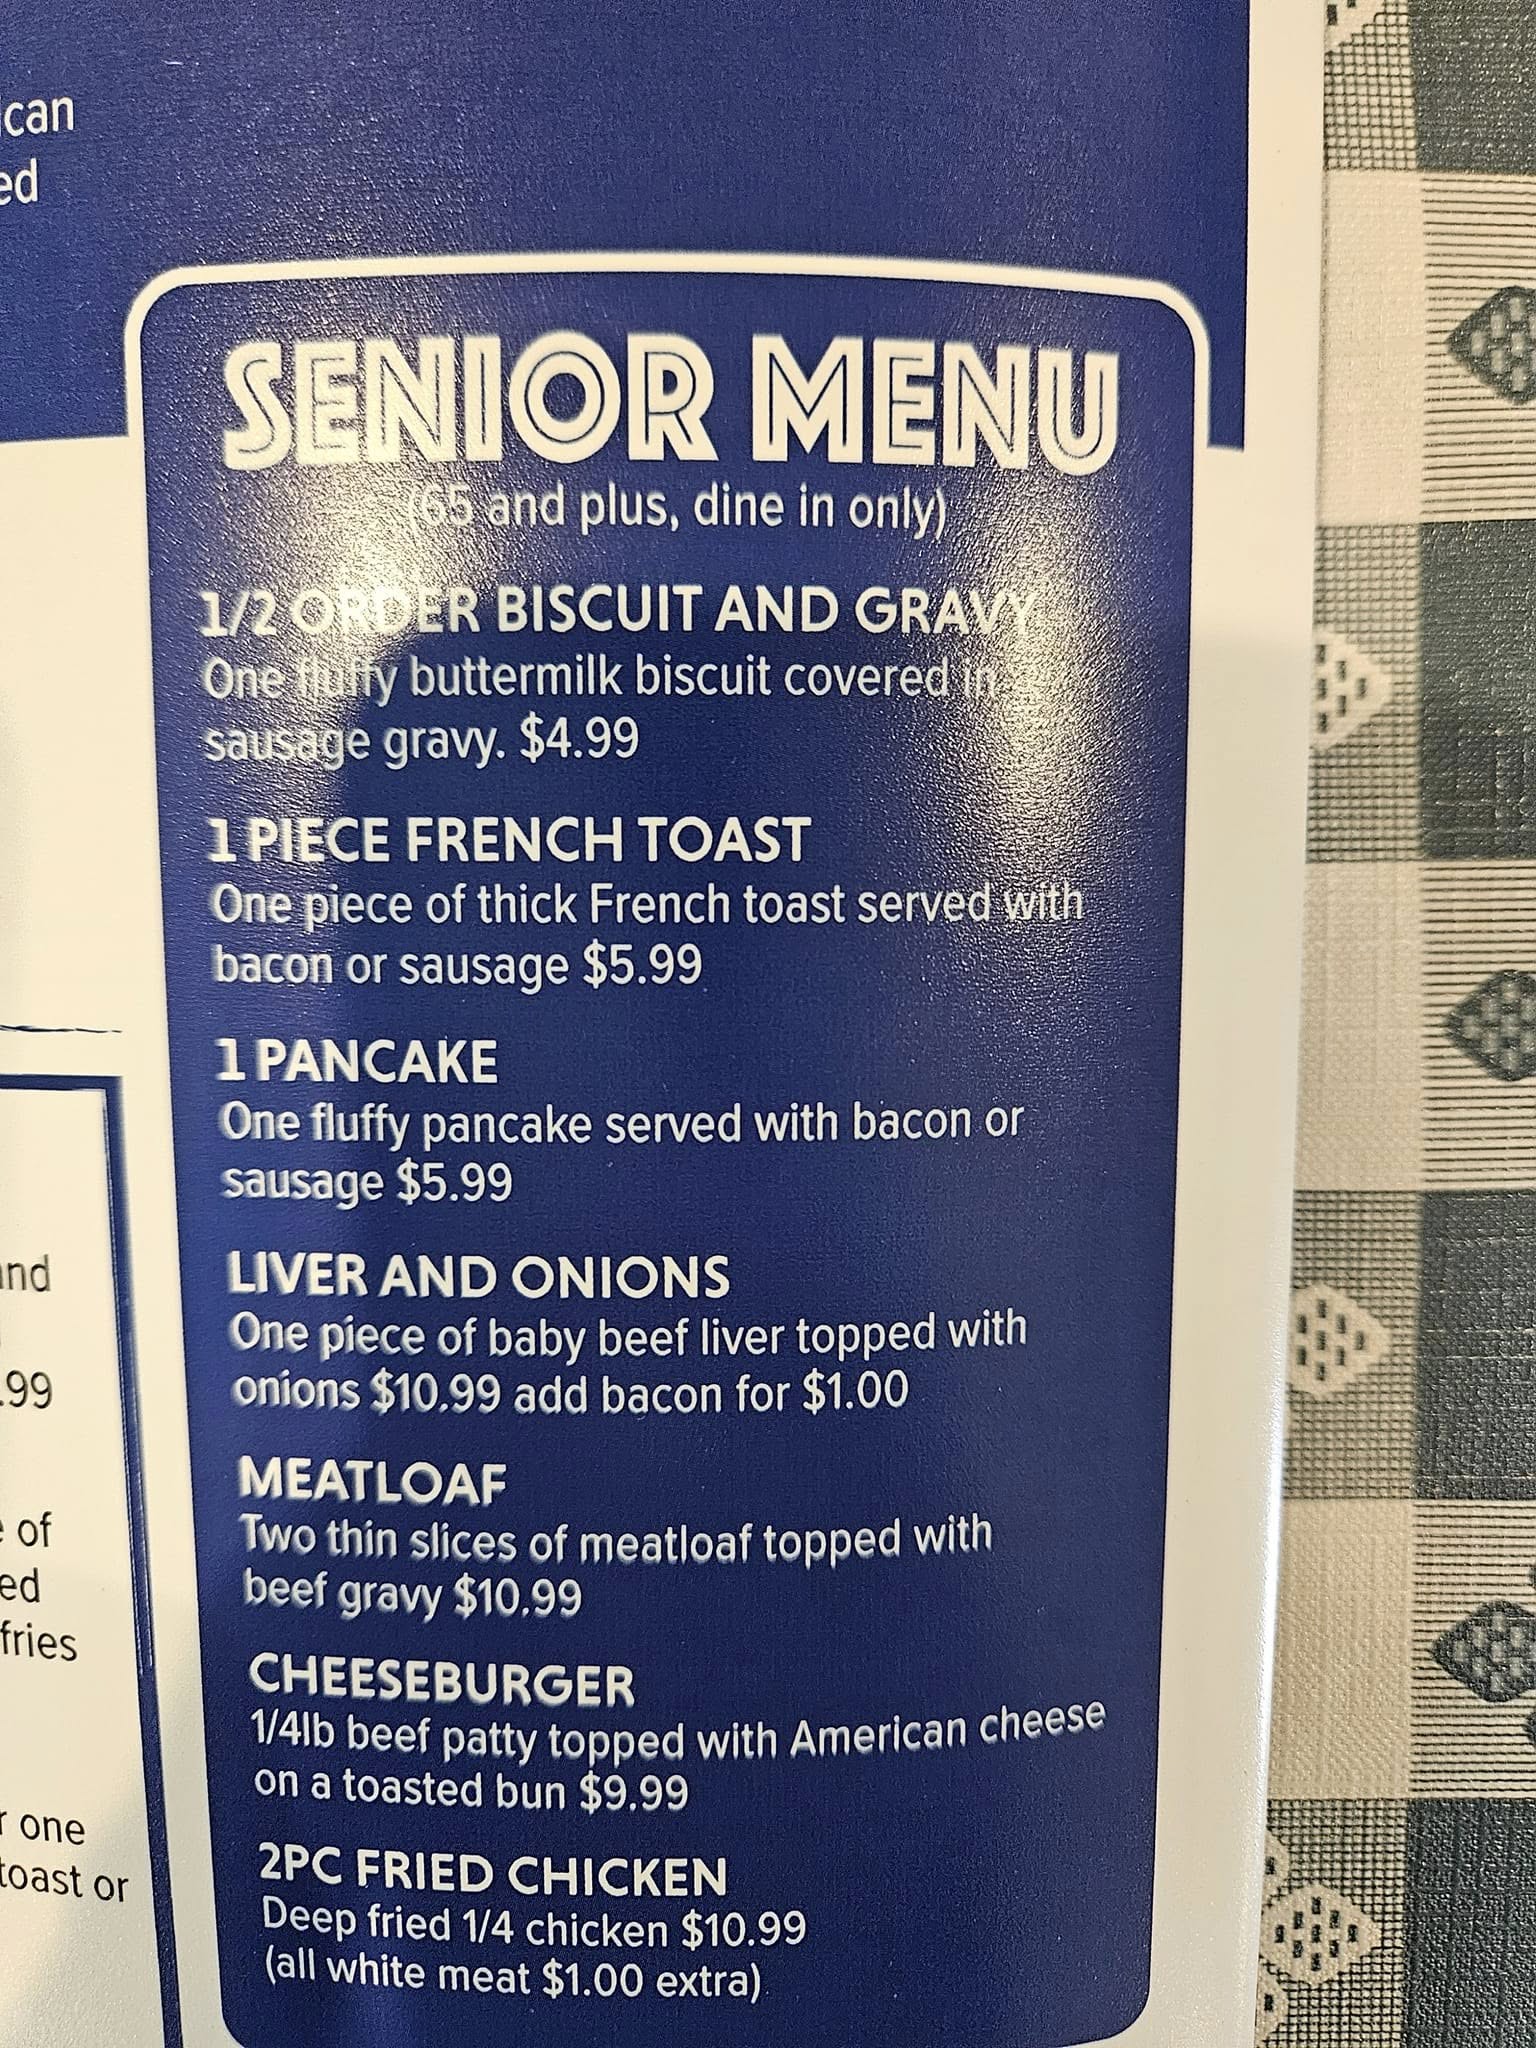 can
ed
SENIOR MENU
(65 and plus, dine in only)
1/2 ORDER BISCUIT AND GRAVY
One fluffy buttermilk biscuit covered in
sausage gravy. $4.99
1 PIECE FRENCH TOAST
One piece of thick French toast served with
bacon or sausage $5.99
1 PANCAKE
One fluffy pancake served with bacon or
sausage $5.99
LIVER AND ONIONS
One piece of baby beef liver topped with
onions $10.99 add bacon for $1.00
MEATLOAF
Two thin slices of meatloaf topped with
beef gravy $10.99
CHEESEBURGER
1/4lb beef patty topped with American cheese
on a toasted bun $9.99
2PC FRIED CHICKEN
Deep fried 1/4 chicken $10.99
(all white meat $1.00 extra)
and
.99
of
ed
fries
one
toast or